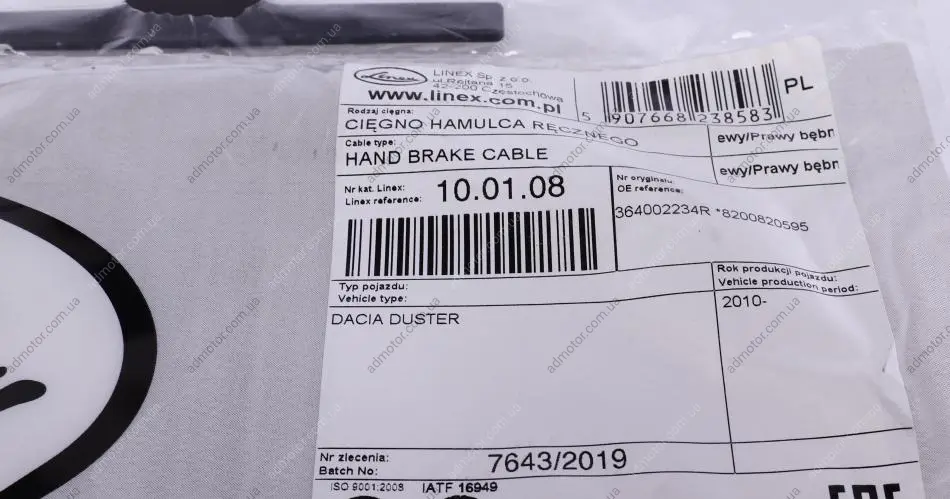 Linex
LINEX Sp. z o.o.
ul. Rejtana 15
42-200 Częstochowa
www.linex.com.pl
5 907668 238583
PL
Rodzaj cięgna:
CIĘGNO HAMULCA RĘCZNEGO
ewy/Prawy bębn
Cable type:
HAND BRAKE CABLE
ewy/Prawy bębn
Nr kat. Linex:
Linex reference:
10.01.08
Nr oryginału:
OE reference:
364002234R *8200820595
Typ pojazdu:
Vehicle type:
DACIA DUSTER
Rok produkcji pojazdu:
Vehicle production period:
2010-
Nr zlecenia:
Batch No:
7643/2019
ISO 9001:2008 IATF 16949
admotor.com.ua